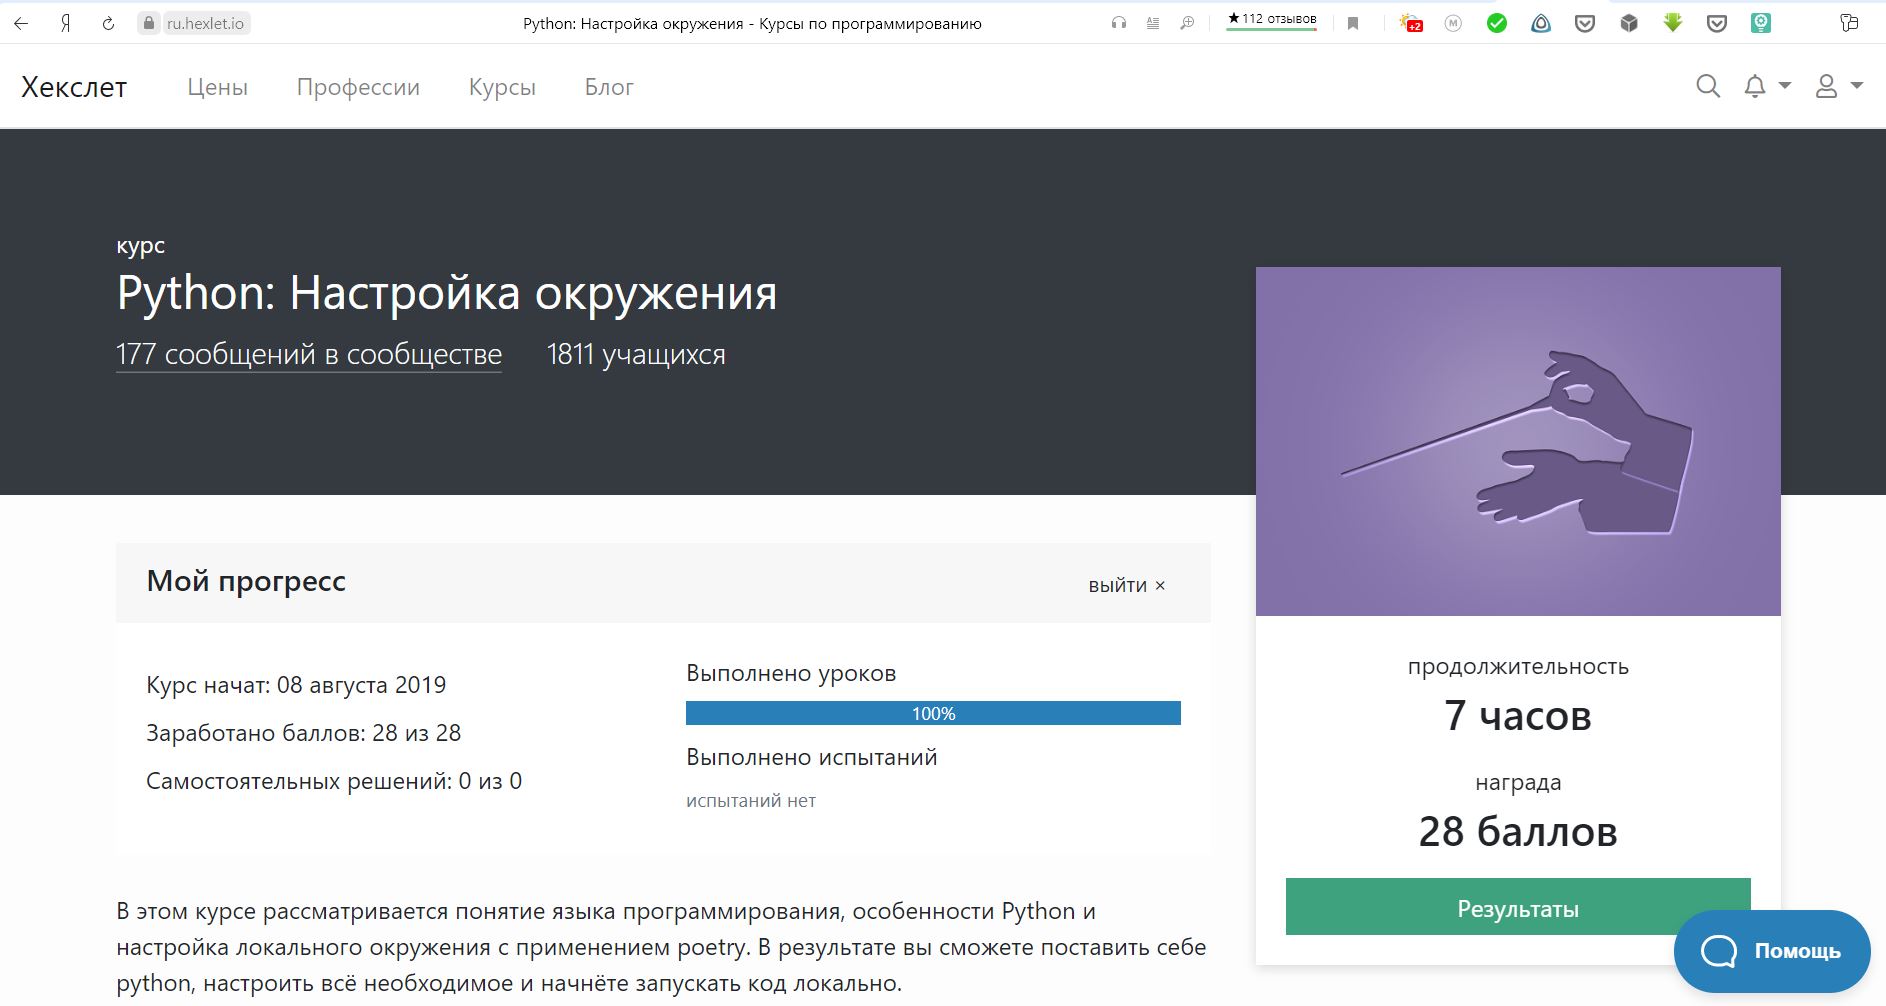 Я
ru.hexlet.io
Python: Настройка окружения - Курсы по программированию
★112 отзывов
+2
M
Хекслет
Цены
Профессии
Курсы
Блог
курс
Python: Настройка окружения
177 сообщений в сообществе
1811 учащихся
Мой прогресс
выйти ×
Курс начат: 08 августа 2019
Заработано баллов: 28 из 28
Самостоятельных решений: 0 из 0
Выполнено уроков
100%
Выполнено испытаний
испытаний нет
продолжительность
7 часов
награда
28 баллов
Результаты
Помощь
В этом курсе рассматривается понятие языка программирования, особенности Python и
настройка локального окружения с применением poetry. В результате вы сможете поставить себе
python, настроить всё необходимое и начнёте запускать код локально.